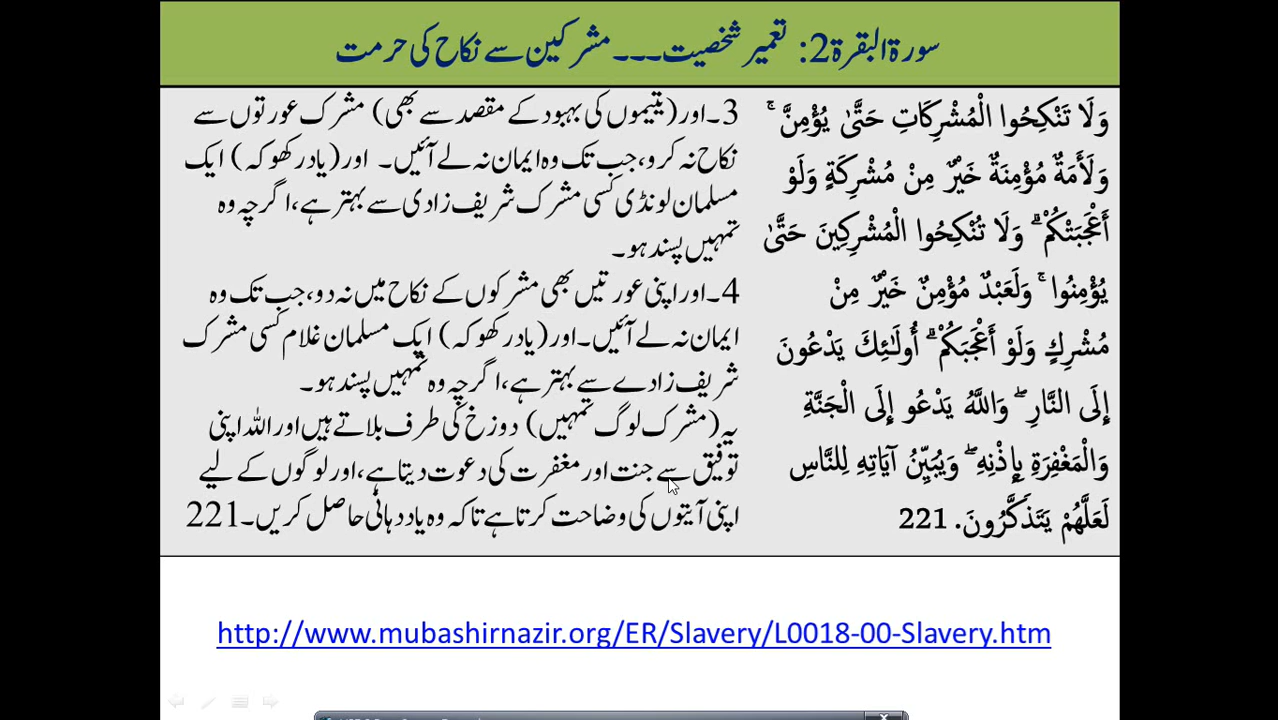 سورة البقرة 2: تعمیر شخصیت۔۔۔ مشرکین سے نکاح کی حرمت
وَلَا تَنْكِحُوا الْمُشْرِكَاتِ حَتَّىٰ يُؤْمِنَّ ۚ
وَلَأَمَةٌ مُؤْمِنَةٌ خَيْرٌ مِنْ مُشْرِكَةٍ وَلَوْ
أَعْجَبَتْكُمْ ۗ وَلَا تُنْكِحُوا الْمُشْرِكِينَ حَتَّىٰ
يُؤْمِنُوا ۚ وَلَعَبْدٌ مُؤْمِنٌ خَيْرٌ مِنْ
مُشْرِكٍ وَلَوْ أَعْجَبَكُمْ ۗ أُولَٰئِكَ يَدْعُونَ
إِلَى النَّارِ ۖ وَاللَّهُ يَدْعُو إِلَى الْجَنَّةِ
وَالْمَغْفِرَةِ بِإِذْنِهِ ۖ وَيُبَيِّنُ آيَاتِهِ لِلنَّاسِ
لَعَلَّهُمْ يَتَذَكَّرُونَ. 221
3۔اور (یتیموں کی بہبود کے مقصد سے بھی) مشرک عورتوں سے
نکاح نہ کرو، جب تک وہ ایمان نہ لے آئیں۔ اور (یاد رکھو کہ) ایک
مسلمان لونڈی کسی مشرک شریف زادی سے بہتر ہے، اگرچہ وہ
تمہیں پسند ہو۔
4۔اور اپنی عورتیں بھی مشرکوں کے نکاح میں نہ دو، جب تک وہ
ایمان نہ لے آئیں۔اور (یاد رکھو کہ) ایک مسلمان غلام کسی مشرک
شریف زادے سے بہتر ہے، اگرچہ وہ تمہیں پسند ہو۔
یہ (مشرک لوگ تمہیں) دوزخ کی طرف بلاتے ہیں اور اللہ اپنی
توفیق سے جنت اور مغفرت کی دعوت دیتا ہے، اور لوگوں کے لیے
اپنی آیتوں کی وضاحت کرتا ہے تاکہ وہ یاد دہانی حاصل کریں۔221
http://www.mubashirnazir.org/ER/Slavery/L0018-00-Slavery.htm